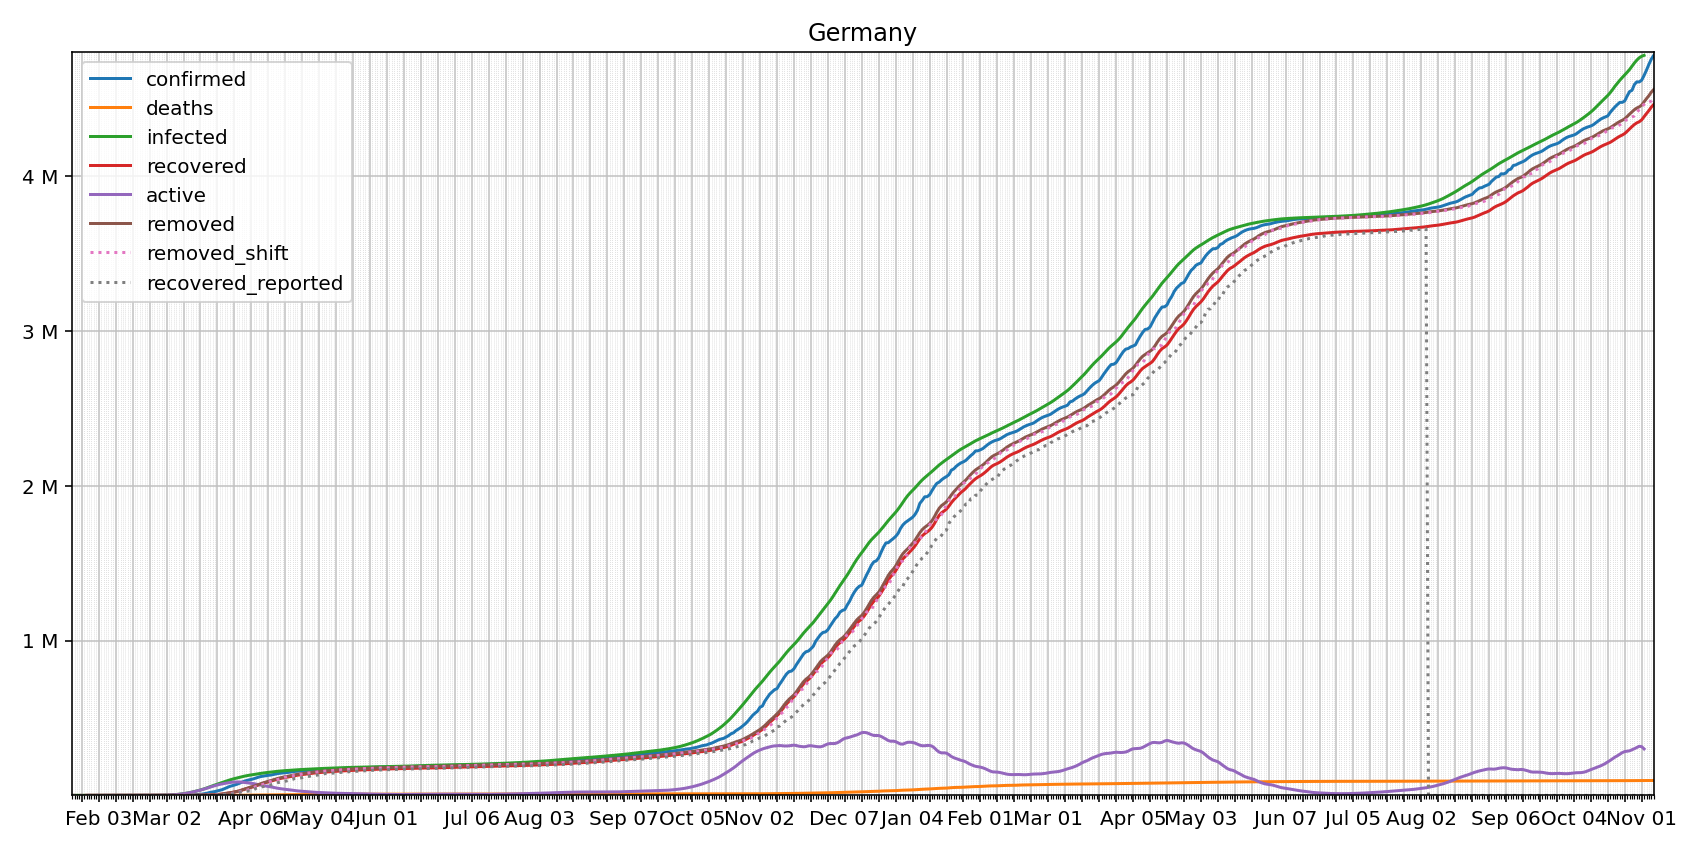 Germany
confirmed
deaths
infected
recovered
active
removed
removed_shift
recovered_reported
4 M
3 M
2 M
1 M
Feb 03 Mar 02 Apr 06 May 04 Jun 01 Jul 06 Aug 03 Sep 07 Oct 05 Nov 02 Dec 07 Jan 04 Feb 01 Mar 01 Apr 05 May 03 Jun 07 Jul 05 Aug 02 Sep 06 Oct 04 Nov 01